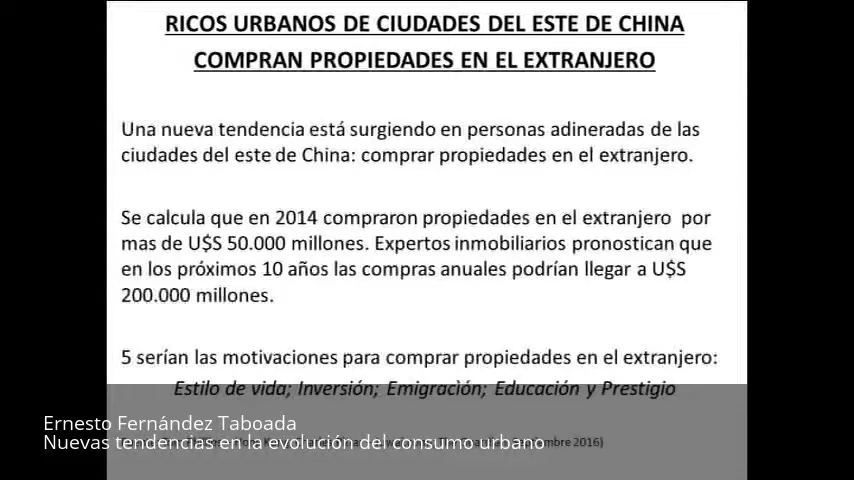 RICOS URBANOS DE CIUDADES DEL ESTE DE CHINA
COMPRAN PROPIEDADES EN EL EXTRANJERO
Una nueva tendencia está surgiendo en personas adineradas de las
ciudades del este de China: comprar propiedades en el extranjero.
Se calcula que en 2014 compraron propiedades en el extranjero por
mas de U$S 50.000 millones. Expertos inmobiliarios pronostican que
en los próximos 10 años las compras anuales podrían llegar a U$S
200.000 millones.
5 serían las motivaciones para comprar propiedades en el extranjero:
Estilo de vida; Inversión; Emigración; Educación y Prestigio
Ernesto Fernández Taboada
Nuevas tendencias en la evolución del consumo urbano
2016)